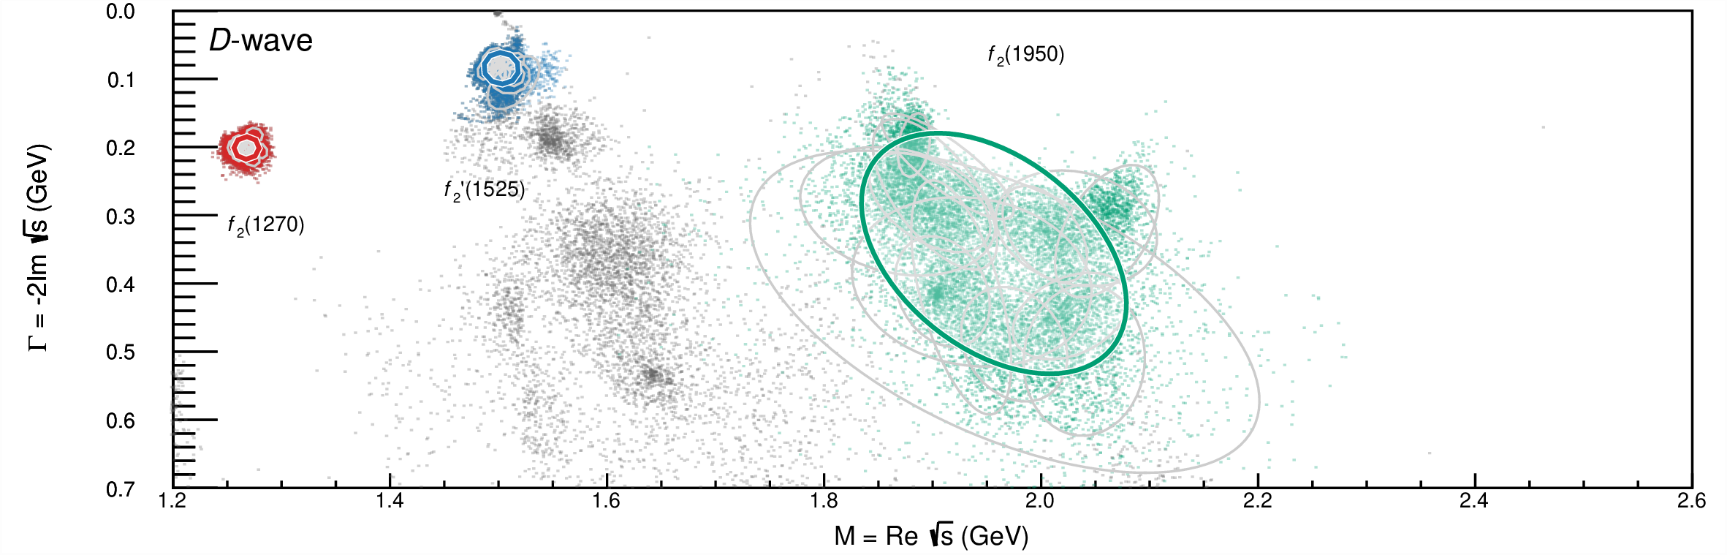 0.0
D-wave
f2(1950)
0.1
0.2
f2'(1525)
f2(1270)
0.3
0.4
0.5
0.6
0.7
Γ = -2Im √s (GeV)
1.2 1.4 1.6 1.8 2.0 2.2 2.4 2.6
M = Re √s (GeV)